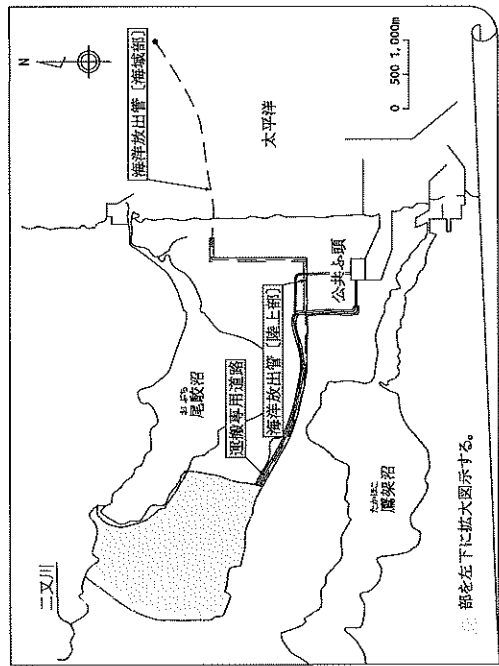 N
海洋放出管〔海域部〕
太平洋
0 500 1,000m
二又川
おぶち
尾駮沼
運搬専用道路
海洋放出管〔陸上部〕
公共ふ頭
たかほこ
鷹架沼
部を左下に拡大図示する。